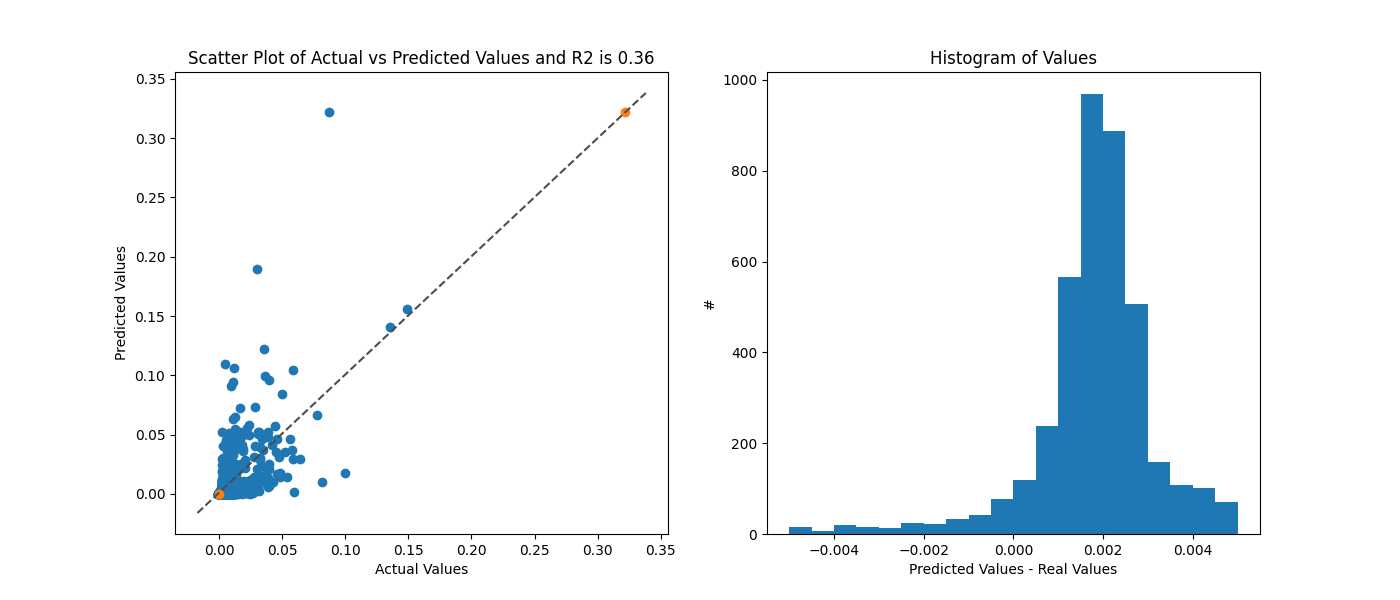 Scatter Plot of Actual vs Predicted Values and R2 is 0.36
0.35
0.30
0.25
0.20
0.15
0.10
0.05
0.00
Predicted Values
0.00 0.05 0.10 0.15 0.20 0.25 0.30 0.35
Actual Values
Histogram of Values
1000
800
600
400
200
0
#
−0.004 −0.002 0.000 0.002 0.004
Predicted Values - Real Values